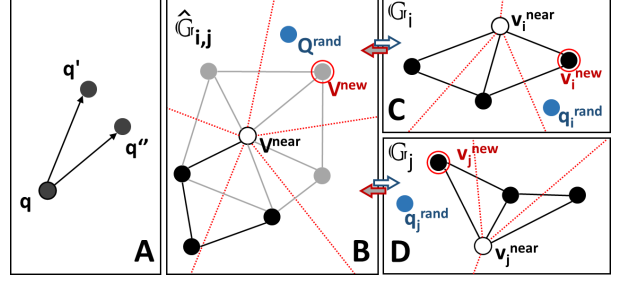 q'
q″
q
A
Ĝi,j
Qrand
Vnew
Vnear
B
𝔾i
vinear
vinew
qirand
C
𝔾j
vjnew
qjrand
vjnear
D